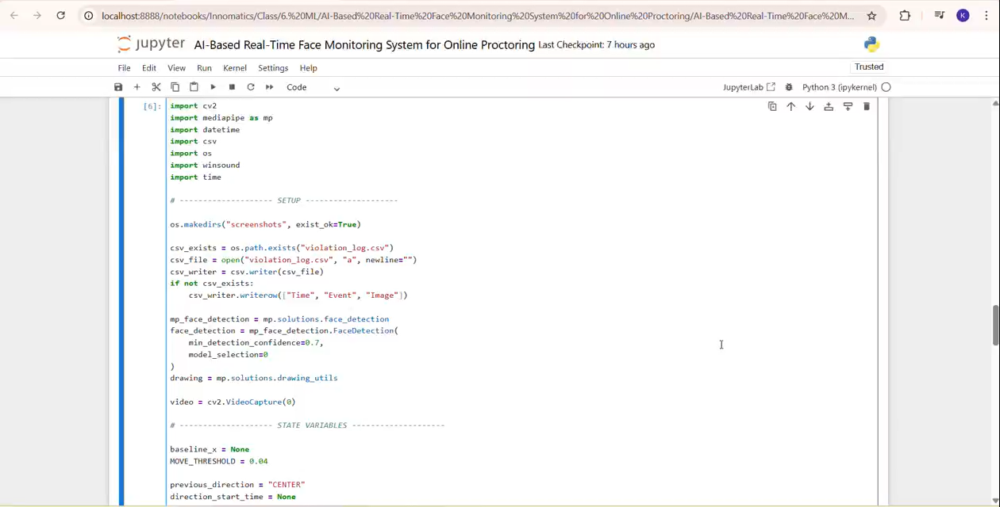 localhost:8888/notebooks/Innomatics/Class/6.%20ML/AI-Based%20Real-Time%20Face%20Monitoring%20System%20for%20Online%20Proctoring/AI-Based%20Real-Time%20Face%20M...
K
jupyter AI-Based Real-Time Face Monitoring System for Online Proctoring Last Checkpoint: 7 hours ago
File Edit View Run Kernel Settings Help Trusted
Code JupyterLab Python 3 (ipykernel)
[6]: import cv2
import mediapipe as mp
import datetime
import csv
import os
import winsound
import time
# -------------------- SETUP --------------------
os.makedirs("screenshots", exist_ok=True)
csv_exists = os.path.exists("violation_log.csv")
csv_file = open("violation_log.csv", "a", newline="")
csv_writer = csv.writer(csv_file)
if not csv_exists:
    csv_writer.writerow(["Time", "Event", "Image"])
mp_face_detection = mp.solutions.face_detection
face_detection = mp_face_detection.FaceDetection(
    min_detection_confidence=0.7,
    model_selection=0
)
drawing = mp.solutions.drawing_utils
video = cv2.VideoCapture(0)
# -------------------- STATE VARIABLES --------------------
baseline_x = None
MOVE_THRESHOLD = 0.04
previous_direction = "CENTER"
direction_start_time = None